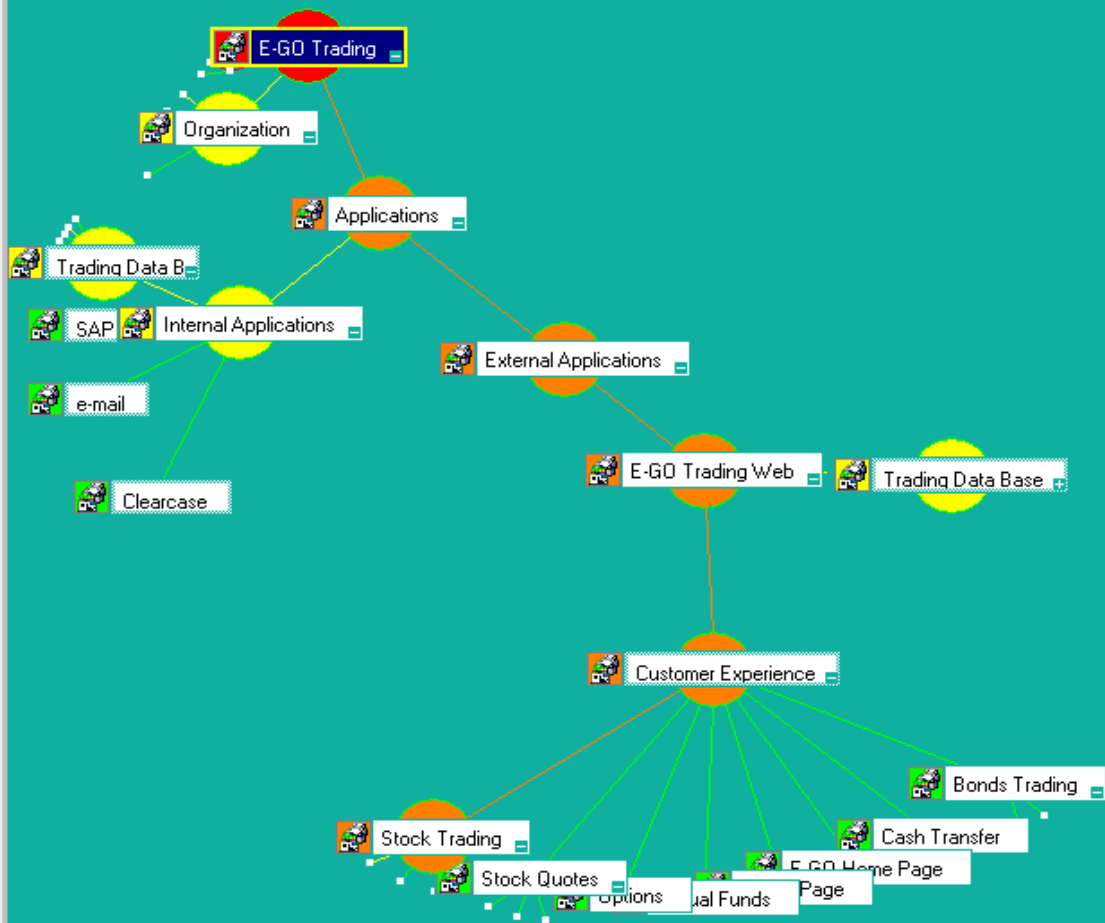 E-GO Trading
Organization
Applications
Trading Data B
SAP
Internal Applications
External Applications
e-mail
E-GO Trading Web
Trading Data Base
Clearcase
Customer Experience
Bonds Trading
Stock Trading
Cash Transfer
E-GO Home Page
Stock Quotes
Page
Options
ual Funds